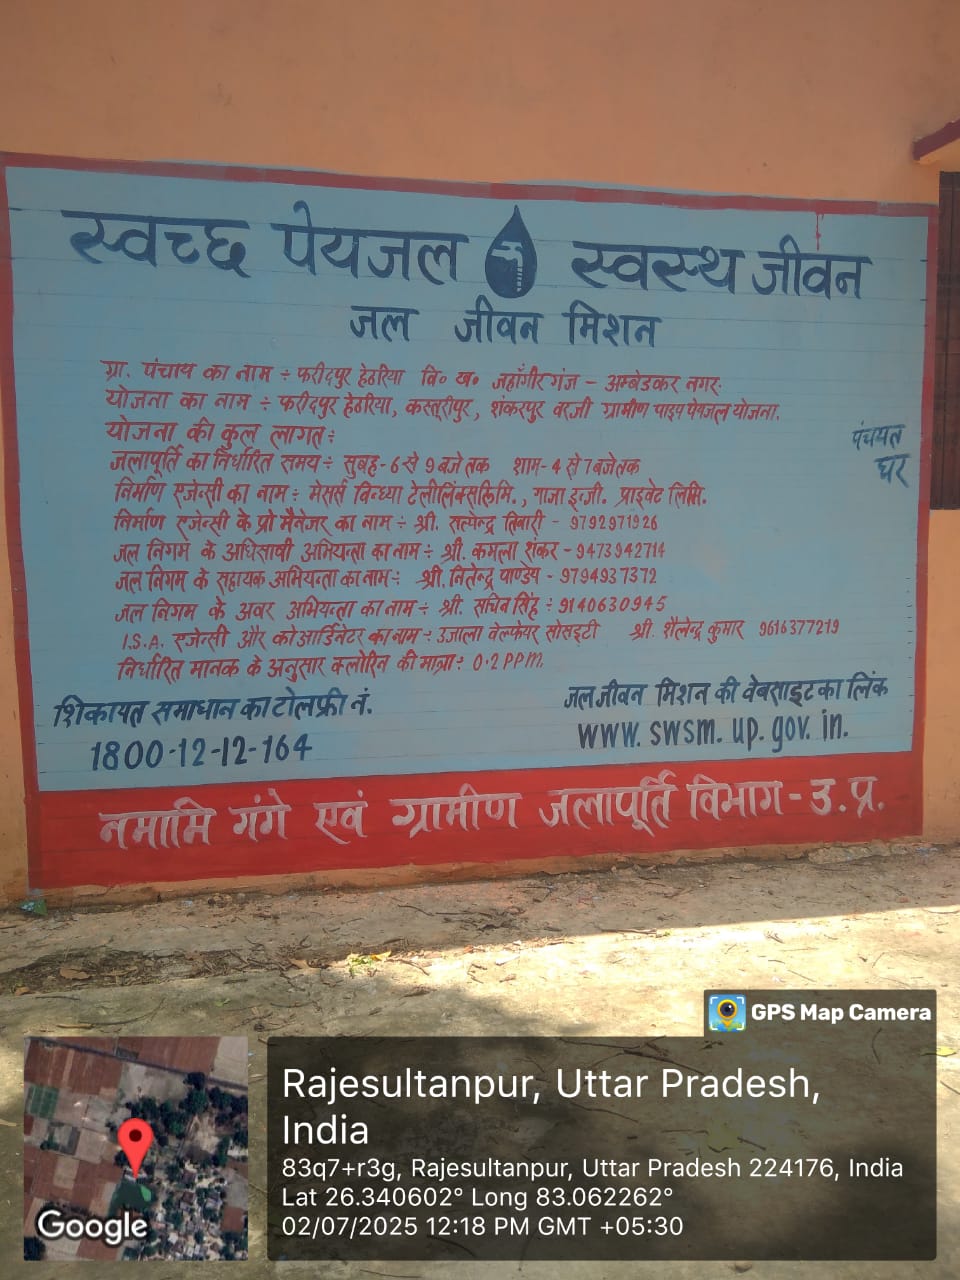 स्वच्छ पेयजल स्वस्थ जीवन
जल जीवन मिशन
ग्रा. पंचाय का नाम ÷ फरीदपुर हेठरिया वि० ख० जहाँगीर गंज - अम्बेडकर नगर:
योजना का नाम ÷ फरीदपुर हेठरिया, कस्तूरीपुर, शंकरपुर वरजी ग्रामीण पाइप पेयजल योजना.
योजना की कुल लागत:
जलापूर्ति का निर्धारित समय ÷ सुबह - 6 से 9 बजे तक शाम - 4 से 7 बजे तक
निर्माण एजेन्सी का नाम ÷ मेसर्स विन्ध्या टेलीलिंक्स लिमि., गाजा इन्जी. प्राइवेट लिमि.
निर्माण एजेन्सी के प्रो मैनेजर का नाम ÷ श्री. सत्येन्द्र तिवारी - 9792971926
जल निगम के अधिसाषी अभियन्ता का नाम ÷ श्री. कमला शंकर - 9473942714
जल निगम के सहायक अभियन्ता का नाम ÷ श्री. नितेन्द्र पाण्डेय - 9794937372
जल निगम के अवर अभियन्ता का नाम ÷ श्री. सचिन सिंह ÷ 9140630945
I.S.A. एजेन्सी और कोआर्डिनेटर का नाम ÷ उजाला वेल्फेयर सोसइटी श्री. शैलेन्द्र कुमार 9616377219
निर्धारित मानक के अनुसार क्लोरिन की मात्रा ÷ 0.2 PPM.
पंचयत
घर
शिकायत समाधान का टोल फ्री नं.
1800-12-12-164
जल जीवन मिशन की वेबसाइट का लिंक
www. swsm. up. gov. in.
नमामि गंगे एवं ग्रामीण जलापूर्ति विभाग - उ. प्र.
GPS Map Camera
Rajesultanpur, Uttar Pradesh,
India
83q7+r3g, Rajesultanpur, Uttar Pradesh 224176, India
Lat 26.340602° Long 83.062262°
02/07/2025 12:18 PM GMT +05:30
Google